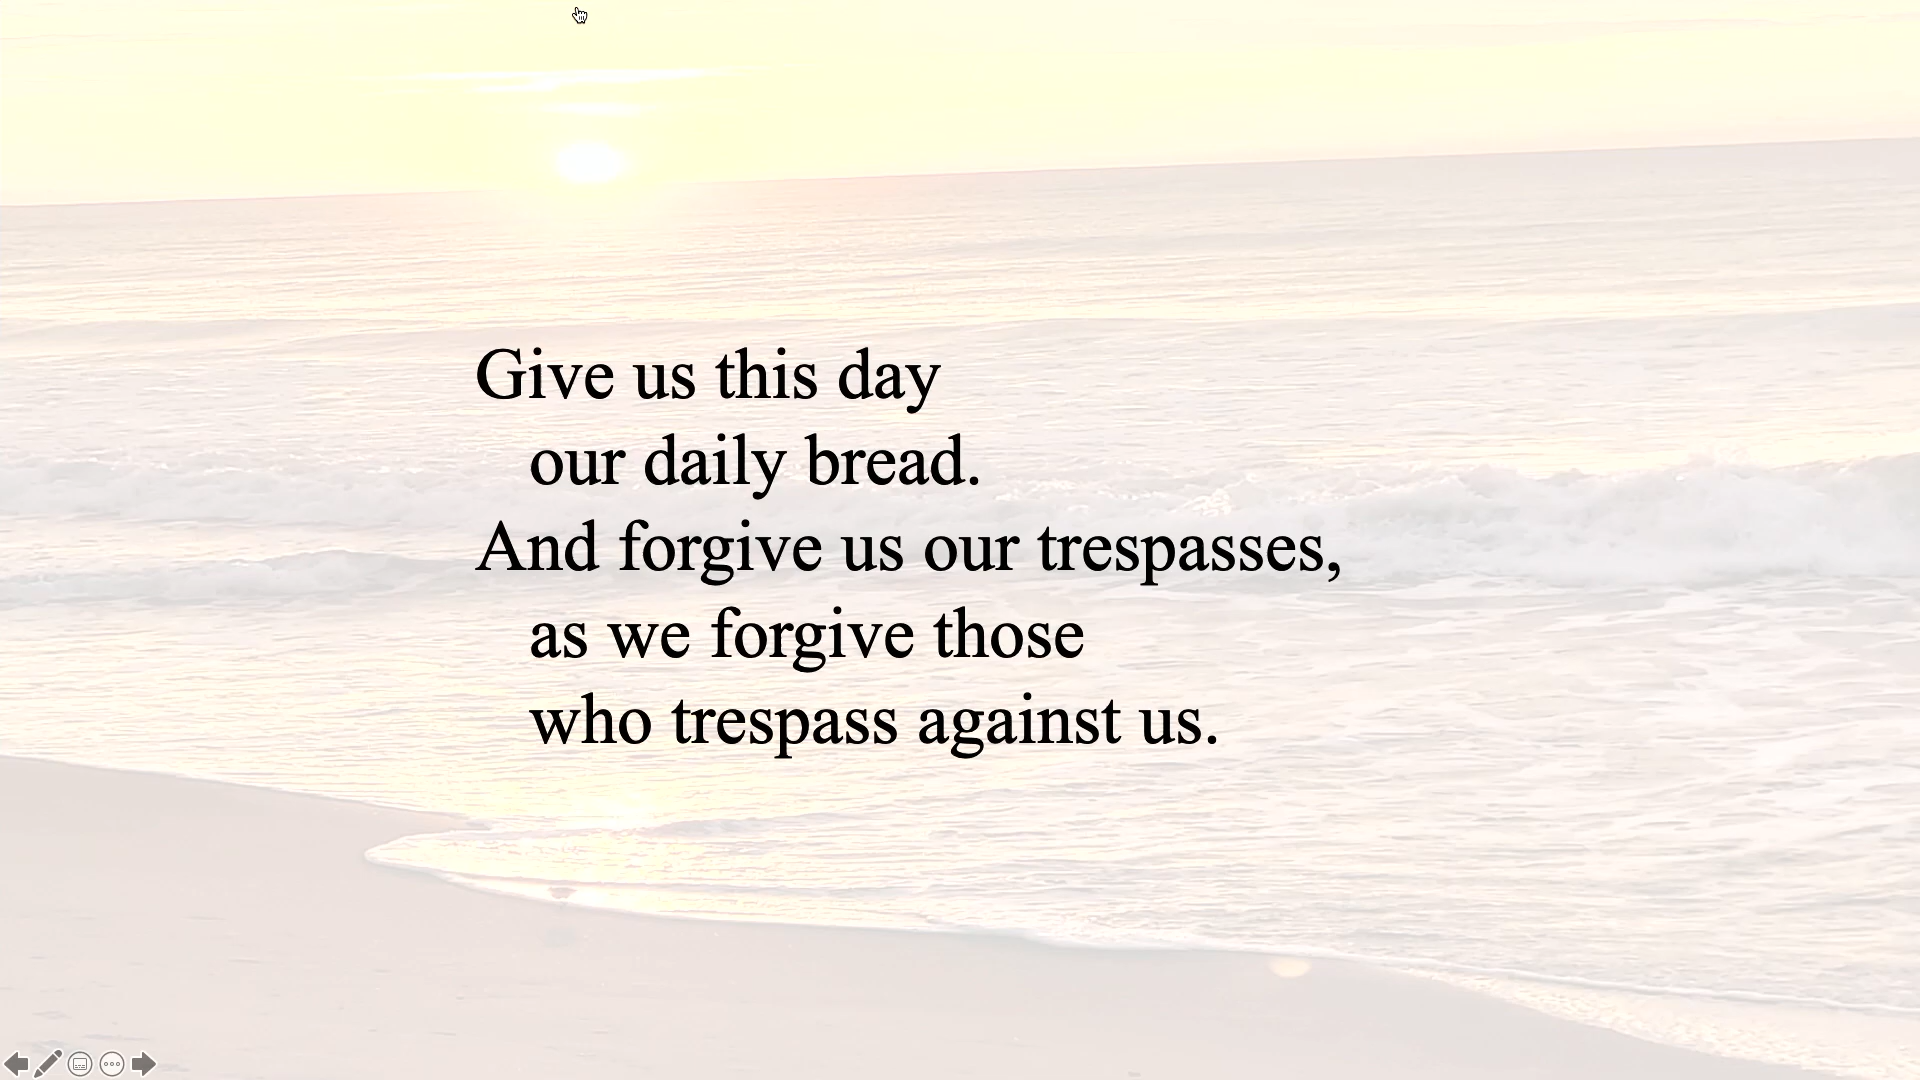 Give us this day
our daily bread.
And forgive us our trespasses,
as we forgive those
who trespass against us.